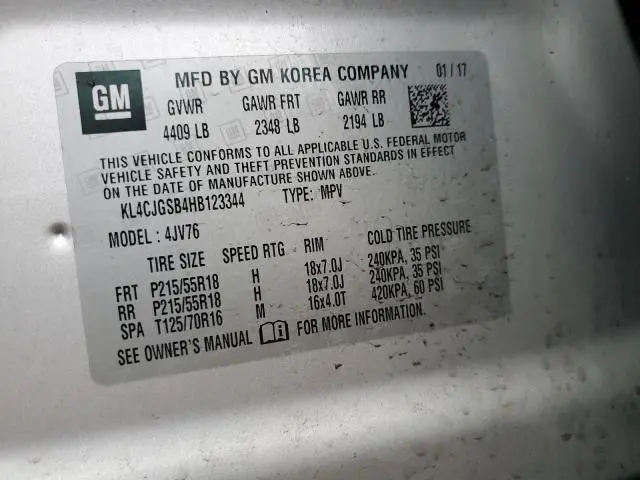 GM
MFD BY GM KOREA COMPANY 01/17
GVWR GAWR FRT GAWR RR
4409 LB 2348 LB 2194 LB
THIS VEHICLE CONFORMS TO ALL APPLICABLE U.S. FEDERAL MOTOR
VEHICLE SAFETY AND THEFT PREVENTION STANDARDS IN EFFECT
ON THE DATE OF MANUFACTURE SHOWN ABOVE.
KL4CJGSB4HB123344 TYPE: MPV
MODEL: 4JV76
TIRE SIZE SPEED RTG RIM COLD TIRE PRESSURE
FRT P215/55R18 H 18x7.0J 240KPA, 35 PSI
RR P215/55R18 H 18x7.0J 240KPA, 35 PSI
SPA T125/70R16 M 16x4.0T 420KPA, 60 PSI
SEE OWNER'S MANUAL FOR MORE INFORMATION.